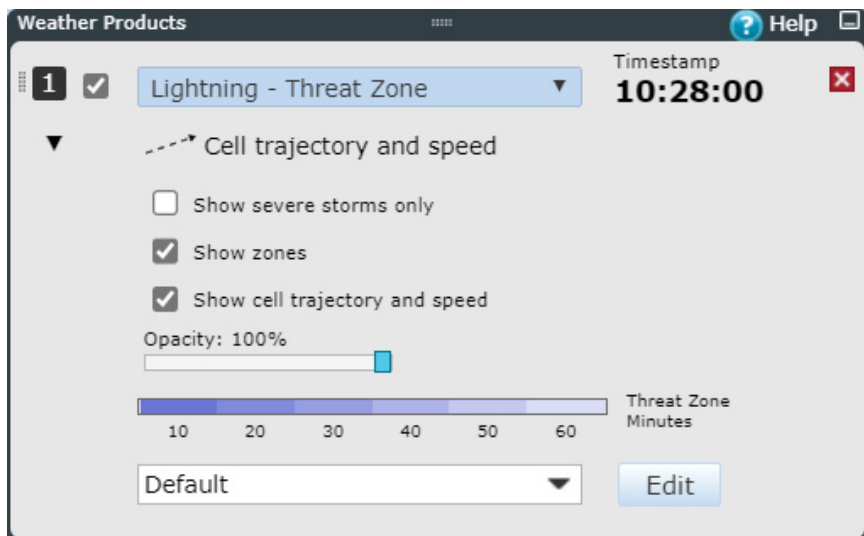 Weather Products
? Help
1
Lightning - Threat Zone
Timestamp
10:28:00
Cell trajectory and speed
Show severe storms only
Show zones
Show cell trajectory and speed
Opacity: 100%
Threat Zone
Minutes
10 20 30 40 50 60
Default
Edit